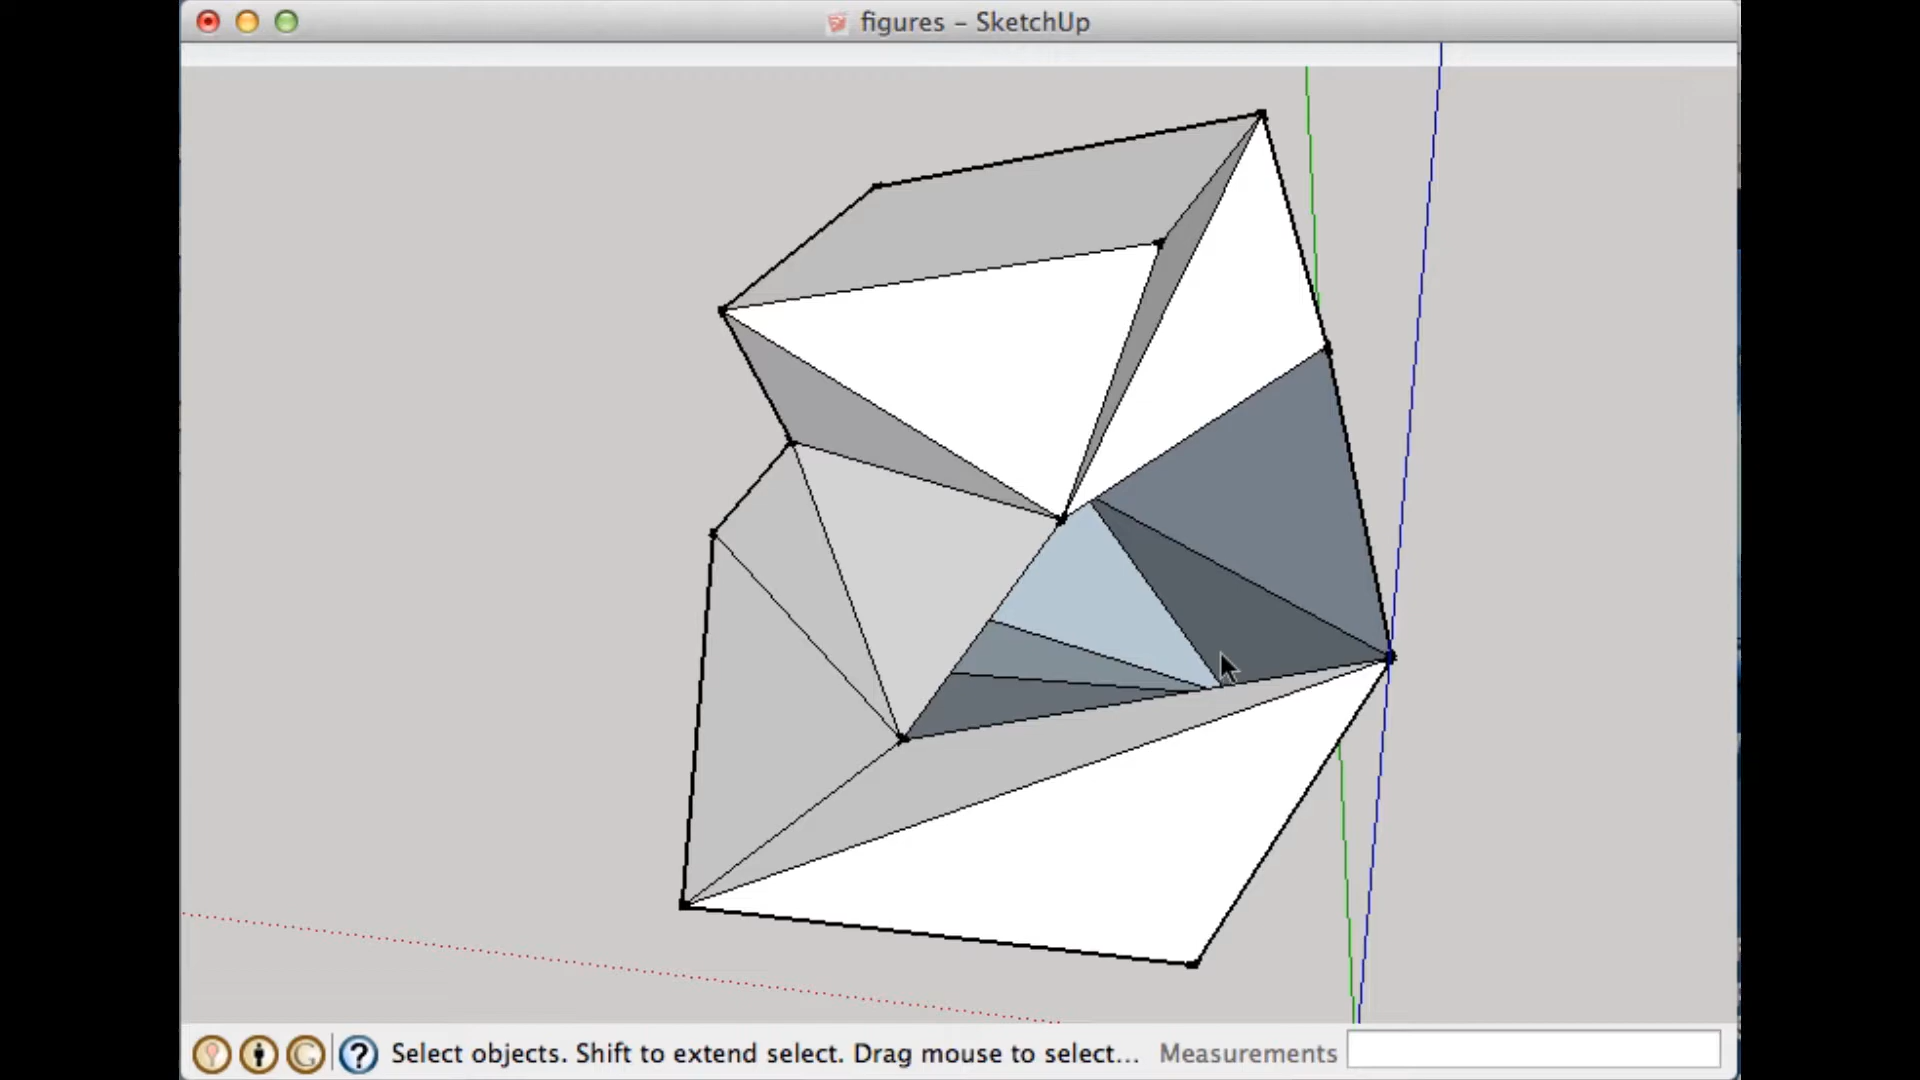 figures – SketchUp
Select objects. Shift to extend select. Drag mouse to select... Measurements